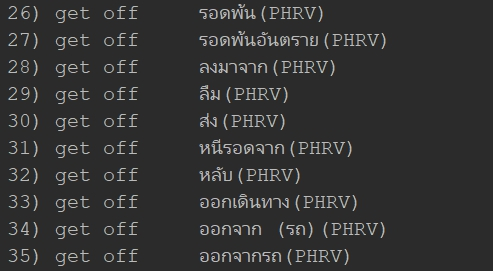 26) get off รอดพ้น(PHRV)
27) get off รอดพ้นอันตราย(PHRV)
28) get off ลงมาจาก(PHRV)
29) get off ลืม(PHRV)
30) get off ส่ง(PHRV)
31) get off หนีรอดจาก(PHRV)
32) get off หลับ(PHRV)
33) get off ออกเดินทาง(PHRV)
34) get off ออกจาก (รถ)(PHRV)
35) get off ออกจากรถ(PHRV)